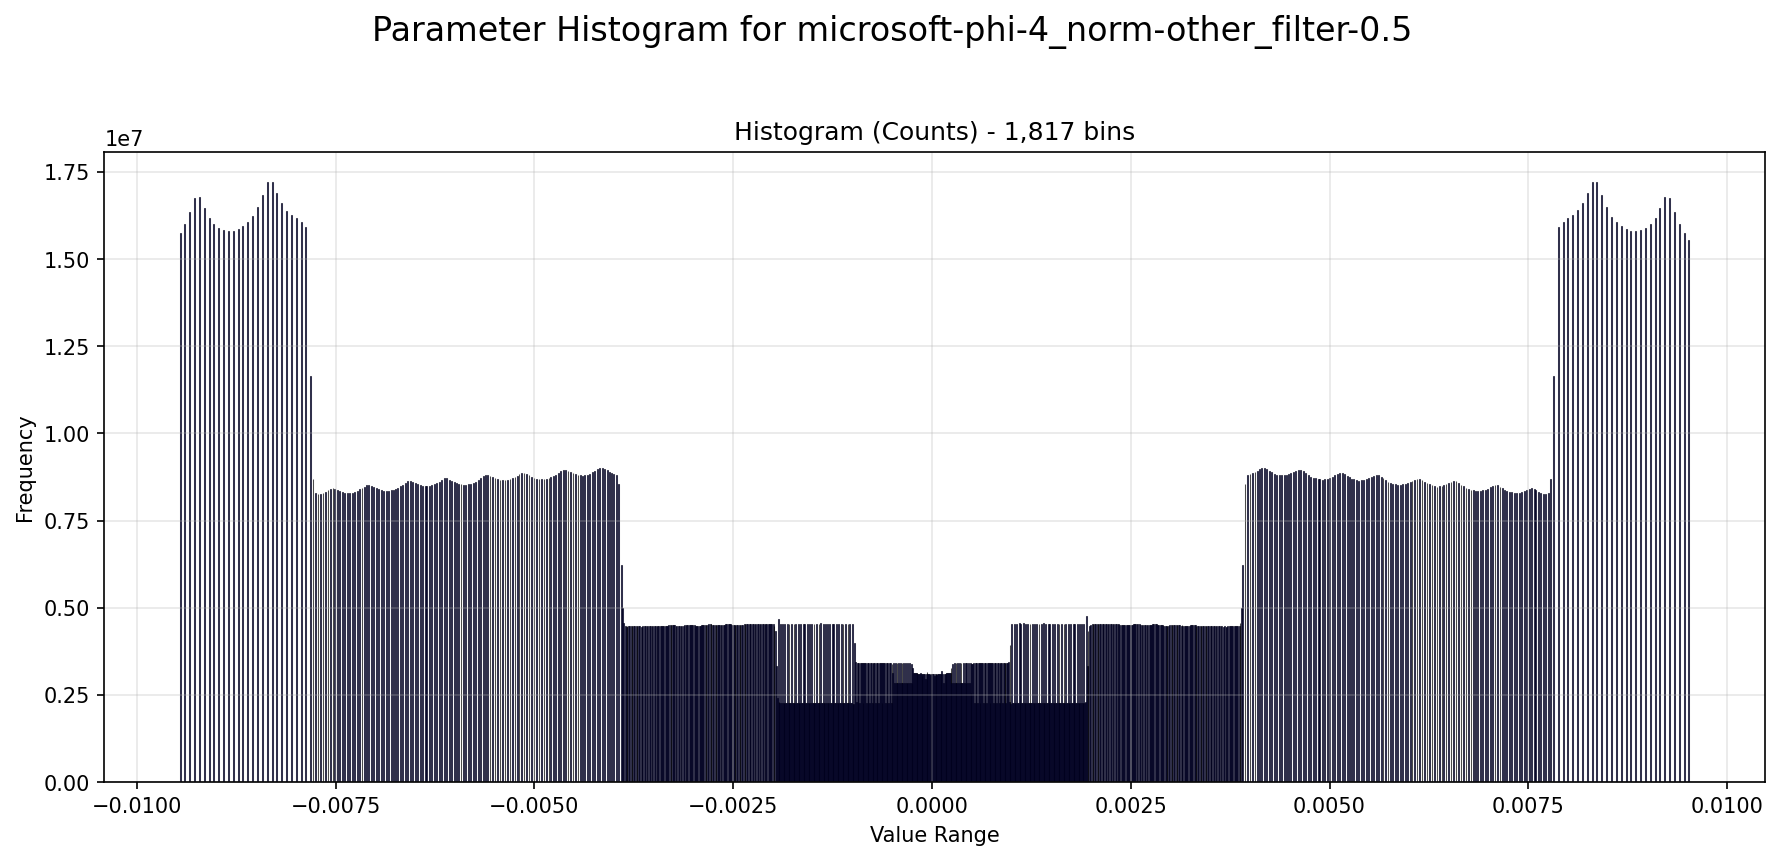 Parameter Histogram for microsoft-phi-4_norm-other_filter-0.5
Histogram (Counts) - 1,817 bins
1e7
1.75
1.50
1.25
1.00
0.75
0.50
0.25
0.00
Frequency
−0.0100 −0.0075 −0.0050 −0.0025 0.0000 0.0025 0.0050 0.0075 0.0100
Value Range